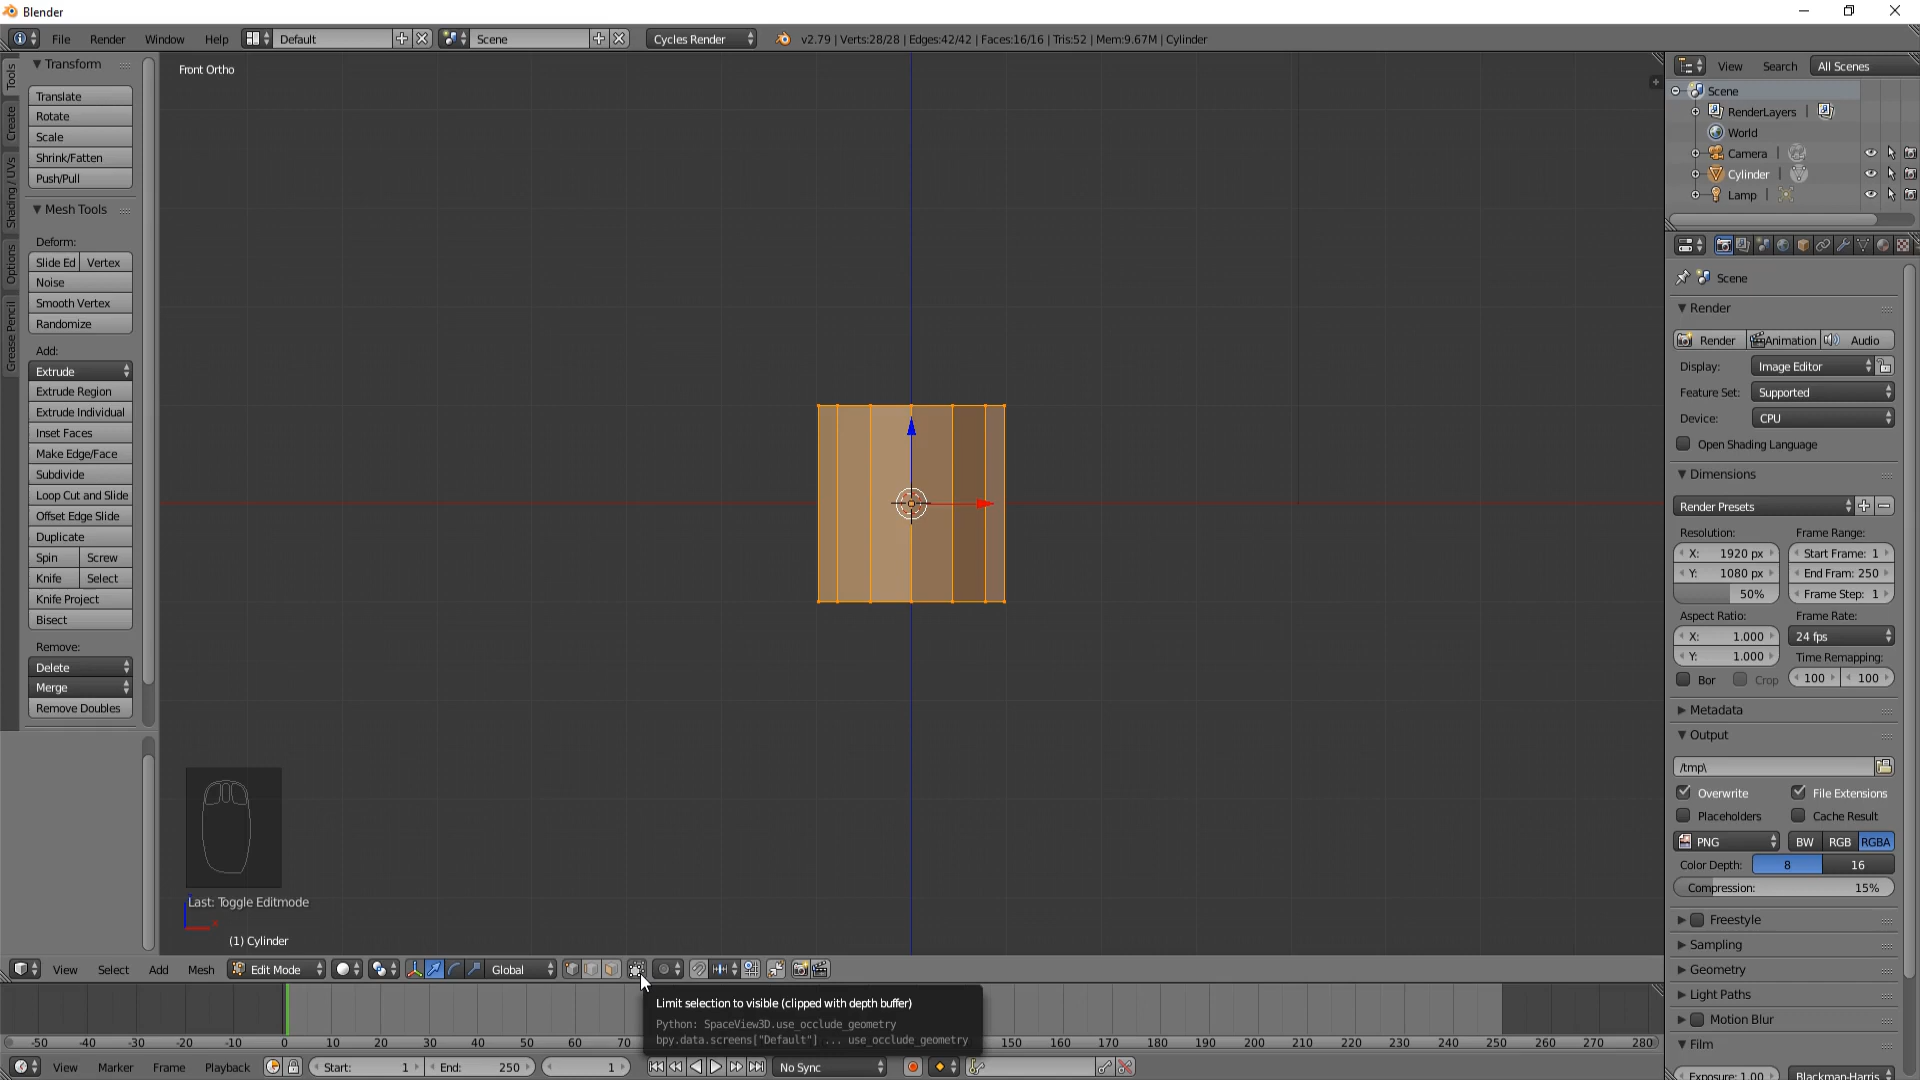 Blender
File Render Window Help Default Scene Cycles Render v2.79 | Verts:28/28 | Edges:42/42 | Faces:16/16 | Tris:52 | Mem:9.67M | Cylinder
Tools
Create
Shading / UVs
Options
Grease Pencil
Transform
Translate
Rotate
Scale
Shrink/Fatten
Push/Pull
Mesh Tools
Deform:
Slide Ed Vertex
Noise
Smooth Vertex
Randomize
Add:
Extrude
Extrude Region
Extrude Individual
Inset Faces
Make Edge/Face
Subdivide
Loop Cut and Slide
Offset Edge Slide
Duplicate
Spin Screw
Knife Select
Knife Project
Bisect
Remove:
Delete
Merge
Remove Doubles
Front Ortho
Last: Toggle Editmode
(1) Cylinder
View Search All Scenes
Scene
RenderLayers |
World
Camera |
Cylinder |
Lamp |
Scene
Render
Render Animation Audio
Display: Image Editor
Feature Set: Supported
Device: CPU
Open Shading Language
Dimensions
Render Presets
Resolution: Frame Range:
X: 1920 px Start Frame: 1
Y: 1080 px End Fram: 250
50% Frame Step: 1
Aspect Ratio: Frame Rate:
X: 1.000 24 fps
Y: 1.000 Time Remapping:
Bor Crop 100 100
Metadata
Output
/tmp\
Overwrite File Extensions
Placeholders Cache Result
PNG BW RGB RGBA
Color Depth: 8 16
Compression: 15%
Freestyle
Sampling
Geometry
Light Paths
Motion Blur
Film
Exposure: 1.00 Blackman-Harris
View Select Add Mesh Edit Mode Global
Limit selection to visible (clipped with depth buffer)
Python: SpaceView3D.use_occlude_geometry
bpy.data.screens["Default"] ... use_occlude_geometry
-50 -40 -30 -20 -10 0 10 20 30 40 50 60 70 150 160 170 180 190 200 210 220 230 240 250 260 270 280
View Marker Frame Playback Start: 1 End: 250 1 No Sync